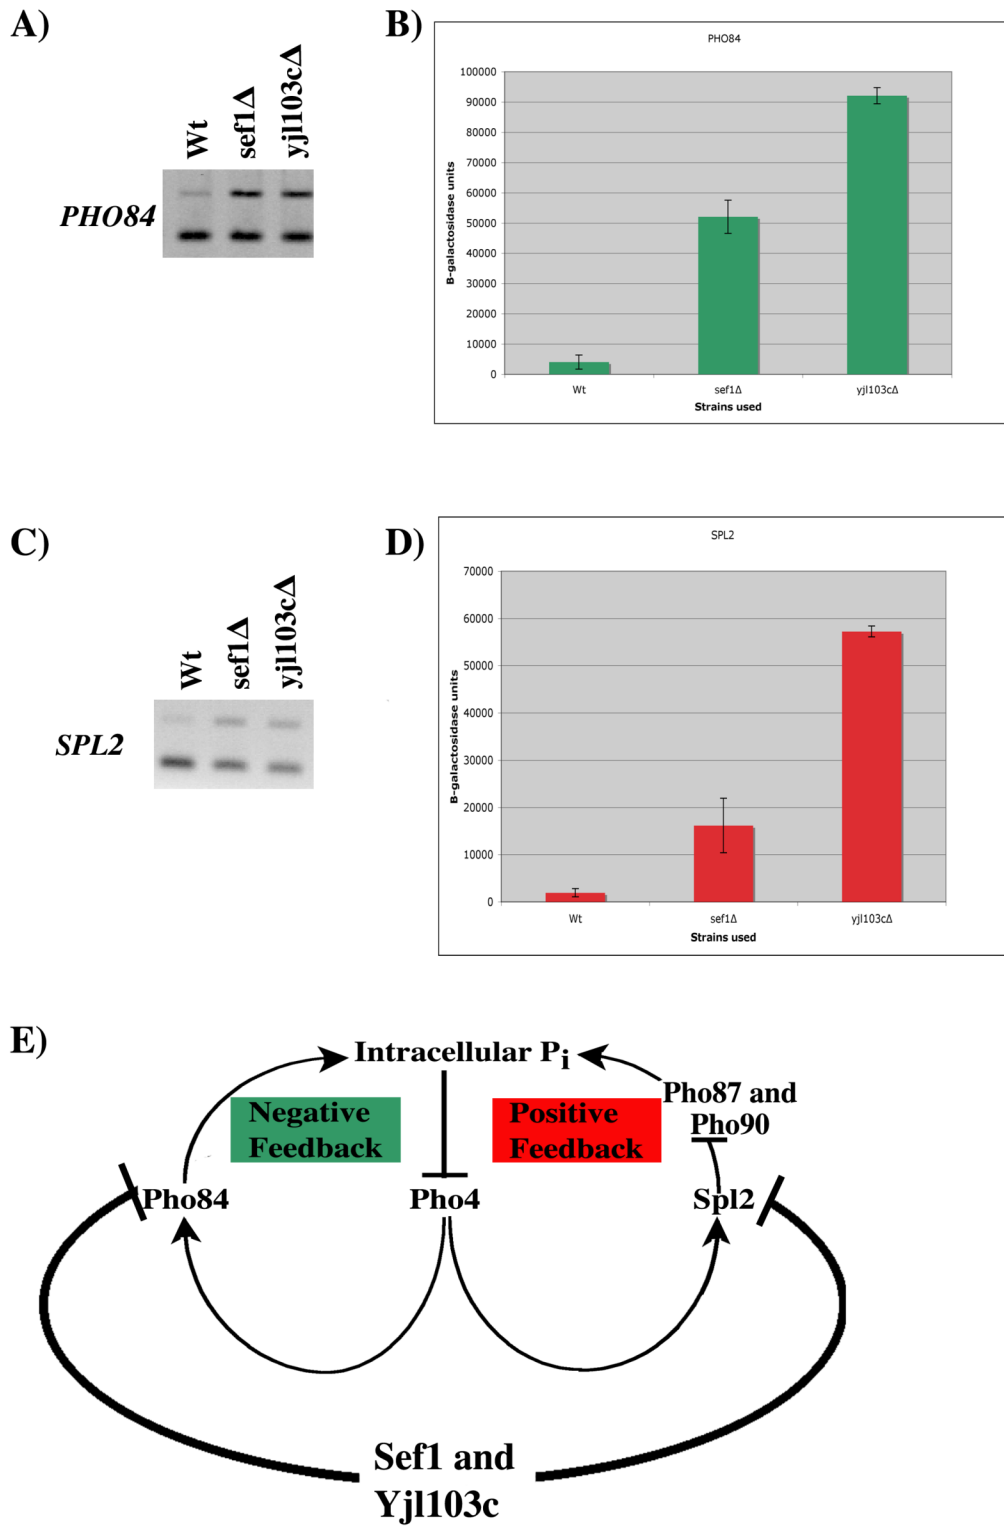 A)
Wt
sef1Δ
yjl103cΔ
PHO84
B)
PHO84
100000
90000
80000
70000
60000
50000
40000
30000
20000
10000
0
B-galactosidase units
Wt
sef1Δ
yjl103cΔ
Strains used
C)
Wt
sef1Δ
yjl103cΔ
SPL2
D)
SPL2
70000
60000
50000
40000
30000
20000
10000
0
B-galactosidase units
Wt
sef1Δ
yjl103cΔ
Strains used
E)
Intracellular Pi
Negative
Feedback
Positive
Feedback
Pho87 and
Pho90
Pho84
Pho4
Spl2
Sef1 and
Yjl103c